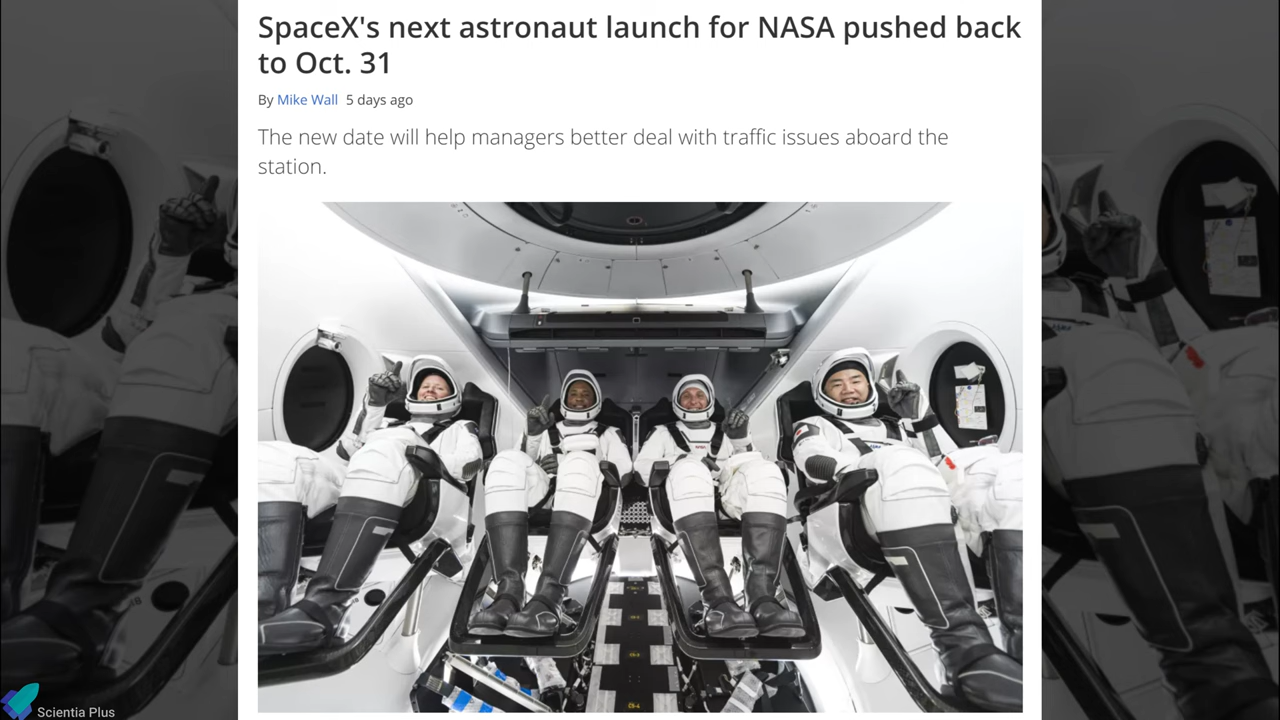 SpaceX's next astronaut launch for NASA pushed back
to Oct. 31
By Mike Wall 5 days ago
The new date will help managers better deal with traffic issues aboard the
station.
Scientia Plus